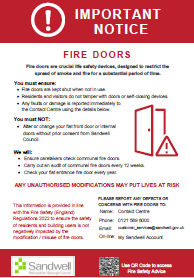 IMPORTANT
NOTICE
FIRE DOORS
Fire doors are crucial life safety devices, designed to restrict the
spread of smoke and fire for a substantial period of time.
You must ensure:
• Fire doors are kept shut when not in use.
• Residents and visitors do not tamper with doors or self-closing devices.
• Any faults or damage is reported immediately to
the Contact Centre using the details below.
You must NOT:
• Alter or change your flat front door or internal
doors without prior consent from Sandwell
Council
We will:
• Ensure caretakers check communal fire doors.
• Carry out an audit of communal fire doors every 12 weeks.
• Check your flat entrance fire door every year.
ANY UNAUTHORISED MODIFICATIONS MAY PUT LIVES AT RISK
This information is provided in line
with the Fire Safety (England)
Regulations 2022 to ensure the safety
of residents and building users is not
negatively impacted by the
modification / misuse of fire doors.
PLEASE REPORT ANY DEFECTS OR
CONCERNS WITH FIRE DOORS TO:
Name: Contact Centre
Phone: 0121 569 6000
Email: customer_services@sandwell.gov.uk
On-line: My Sandwell Account
Sandwell
Metropolitan Borough Council
Use QR Code to access
Fire Safety Advice